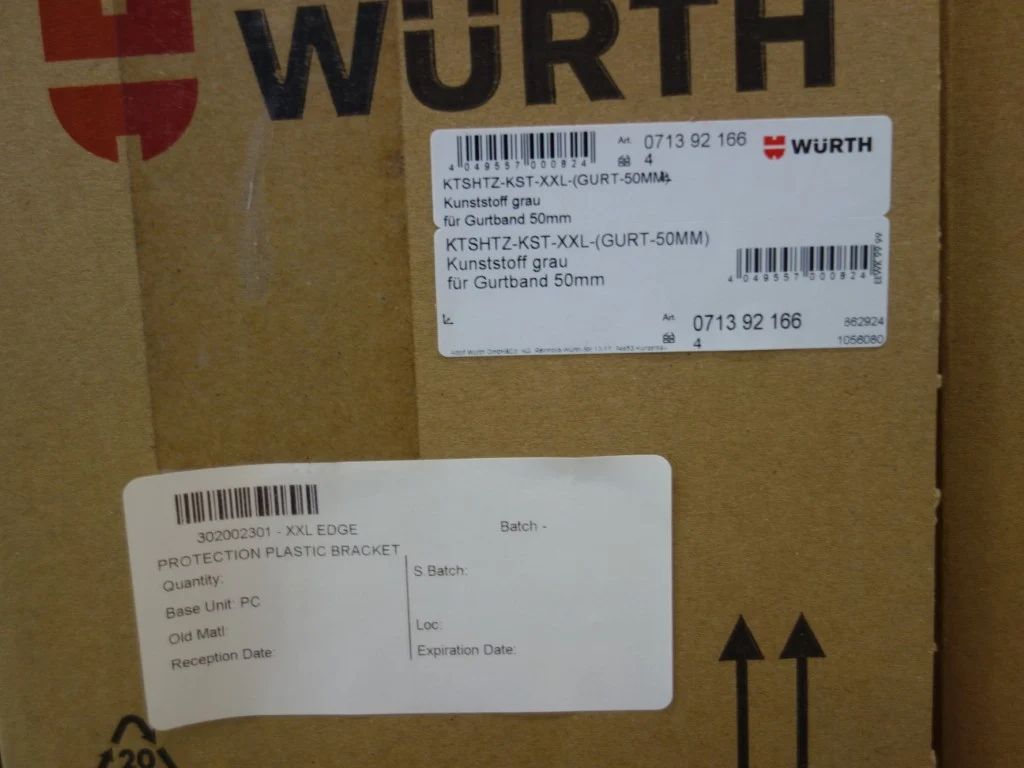 WÜRTH
4 049557 000824
Art. 0713 92 166
4
WÜRTH
KTSHTZ-KST-XXL-(GURT-50MM)
Kunststoff grau
für Gurtband 50mm
KTSHTZ-KST-XXL-(GURT-50MM)
Kunststoff grau
für Gurtband 50mm
4 049557 000824
Art. 0713 92 166
4
862924
1056080
302002301 - XXL EDGE
PROTECTION PLASTIC BRACKET
Quantity:
Base Unit: PC
Old Matl:
Reception Date:
Batch -
S.Batch:
Loc:
Expiration Date:
20